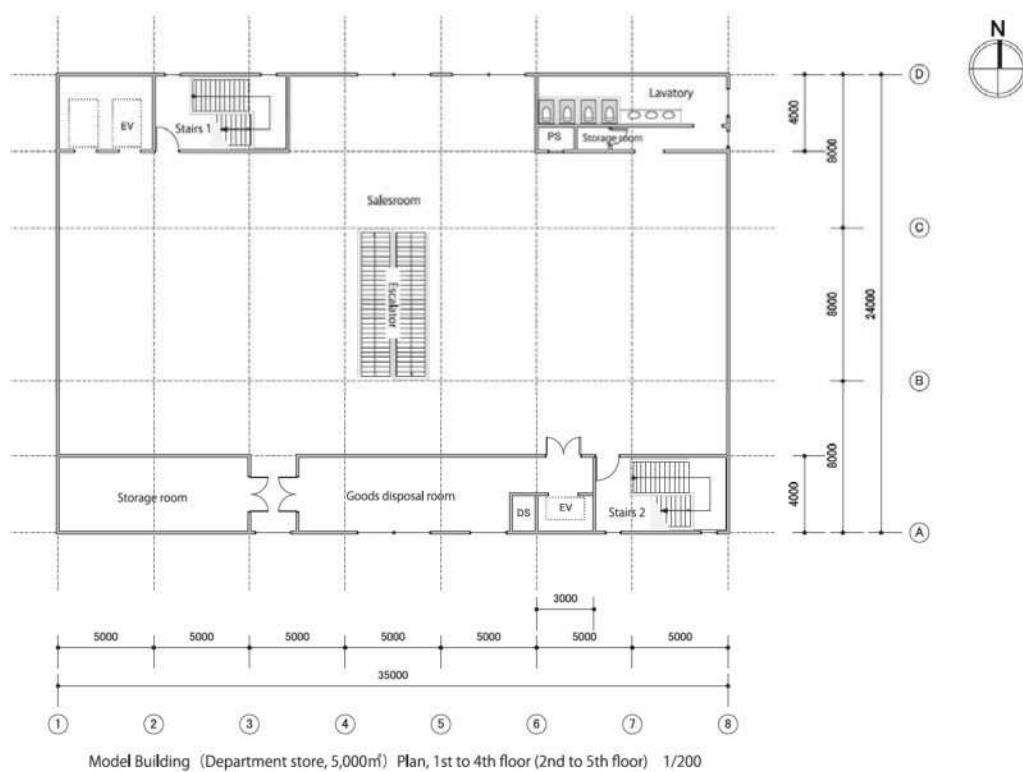 N
D
Lavatory
EV
Stairs 1
PS
Storage room
4000
8000
Salesroom
C
Escalator
8000
24000
B
8000
Storage room
Goods disposal room
DS
EV
Stairs 2
4000
A
3000
5000 5000 5000 5000 5000 5000 5000
35000
1 2 3 4 5 6 7 8
Model Building (Department store, 5,000㎡) Plan, 1st to 4th floor (2nd to 5th floor) 1/200